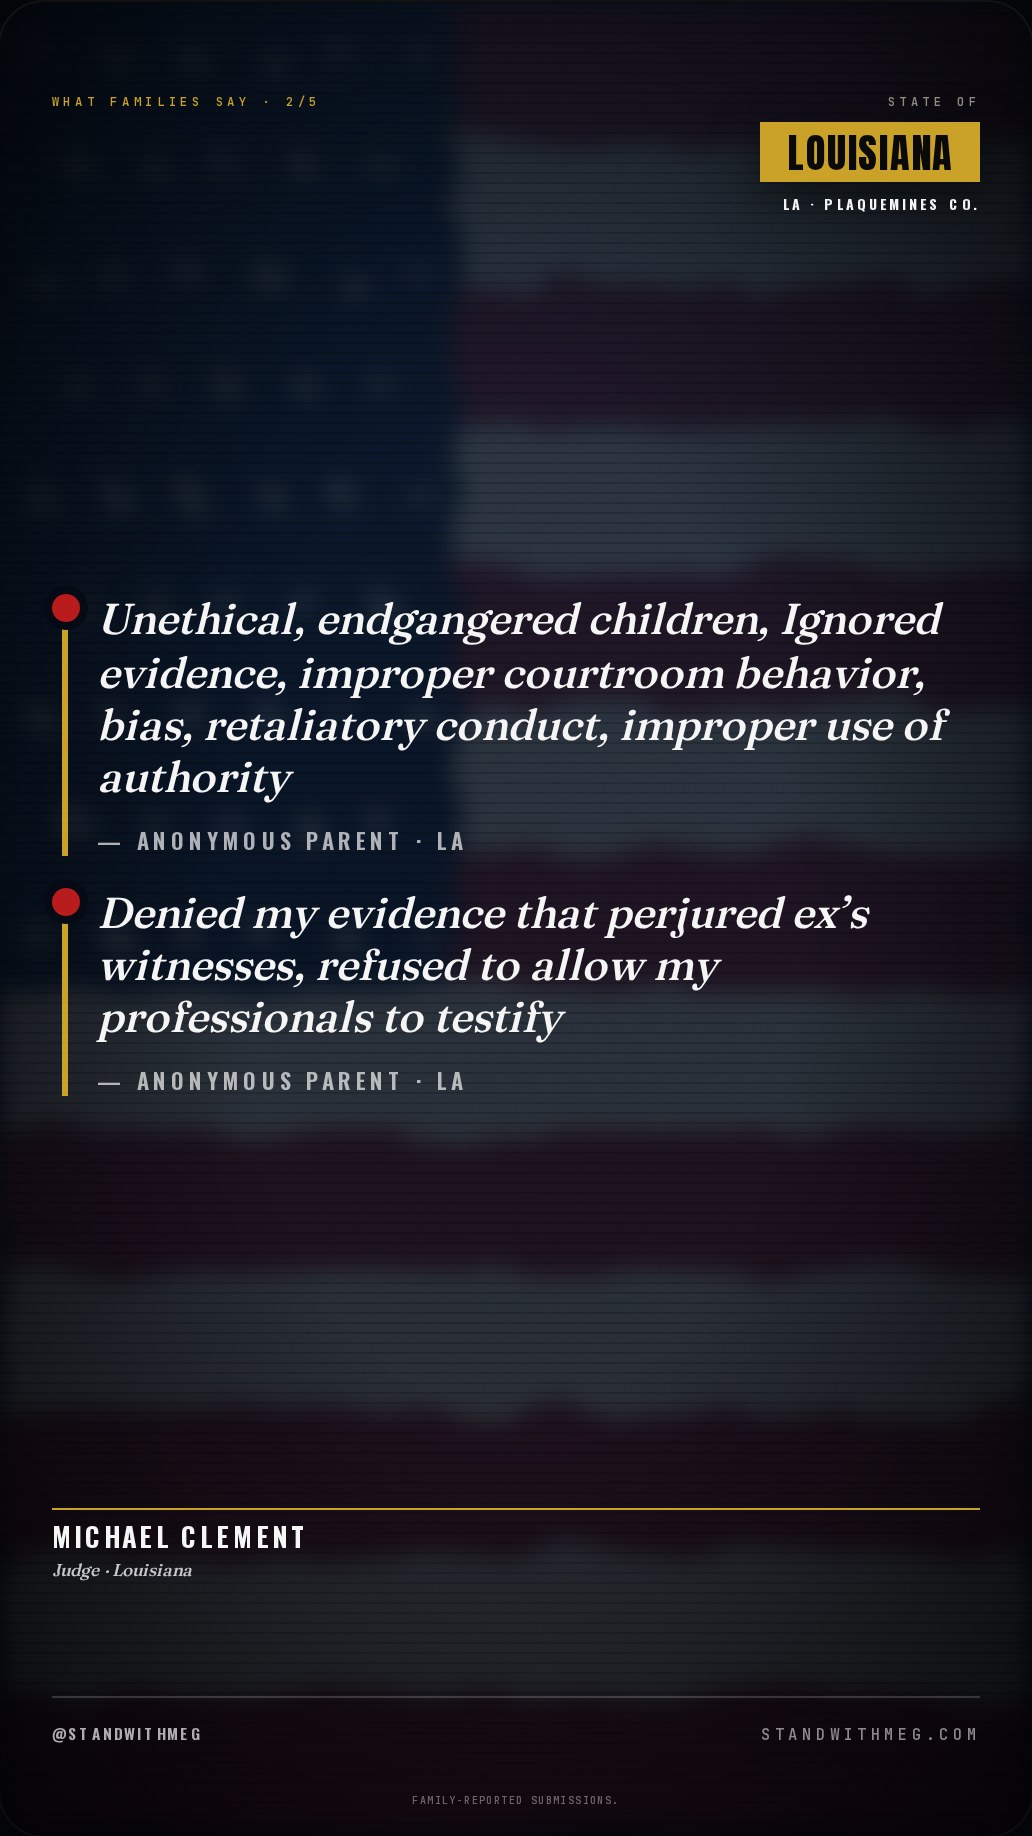 WHAT FAMILIES SAY · 2/5
STATE OF
LOUISIANA
LA · PLAQUEMINES CO.
Unethical, endgangered children, Ignored
evidence, improper courtroom behavior,
bias, retaliatory conduct, improper use of
authority
— ANONYMOUS PARENT · LA
Denied my evidence that perjured ex’s
witnesses, refused to allow my
professionals to testify
— ANONYMOUS PARENT · LA
MICHAEL CLEMENT
Judge · Louisiana
@STANDWITHMEG
STANDWITHMEG.COM
FAMILY-REPORTED SUBMISSIONS.